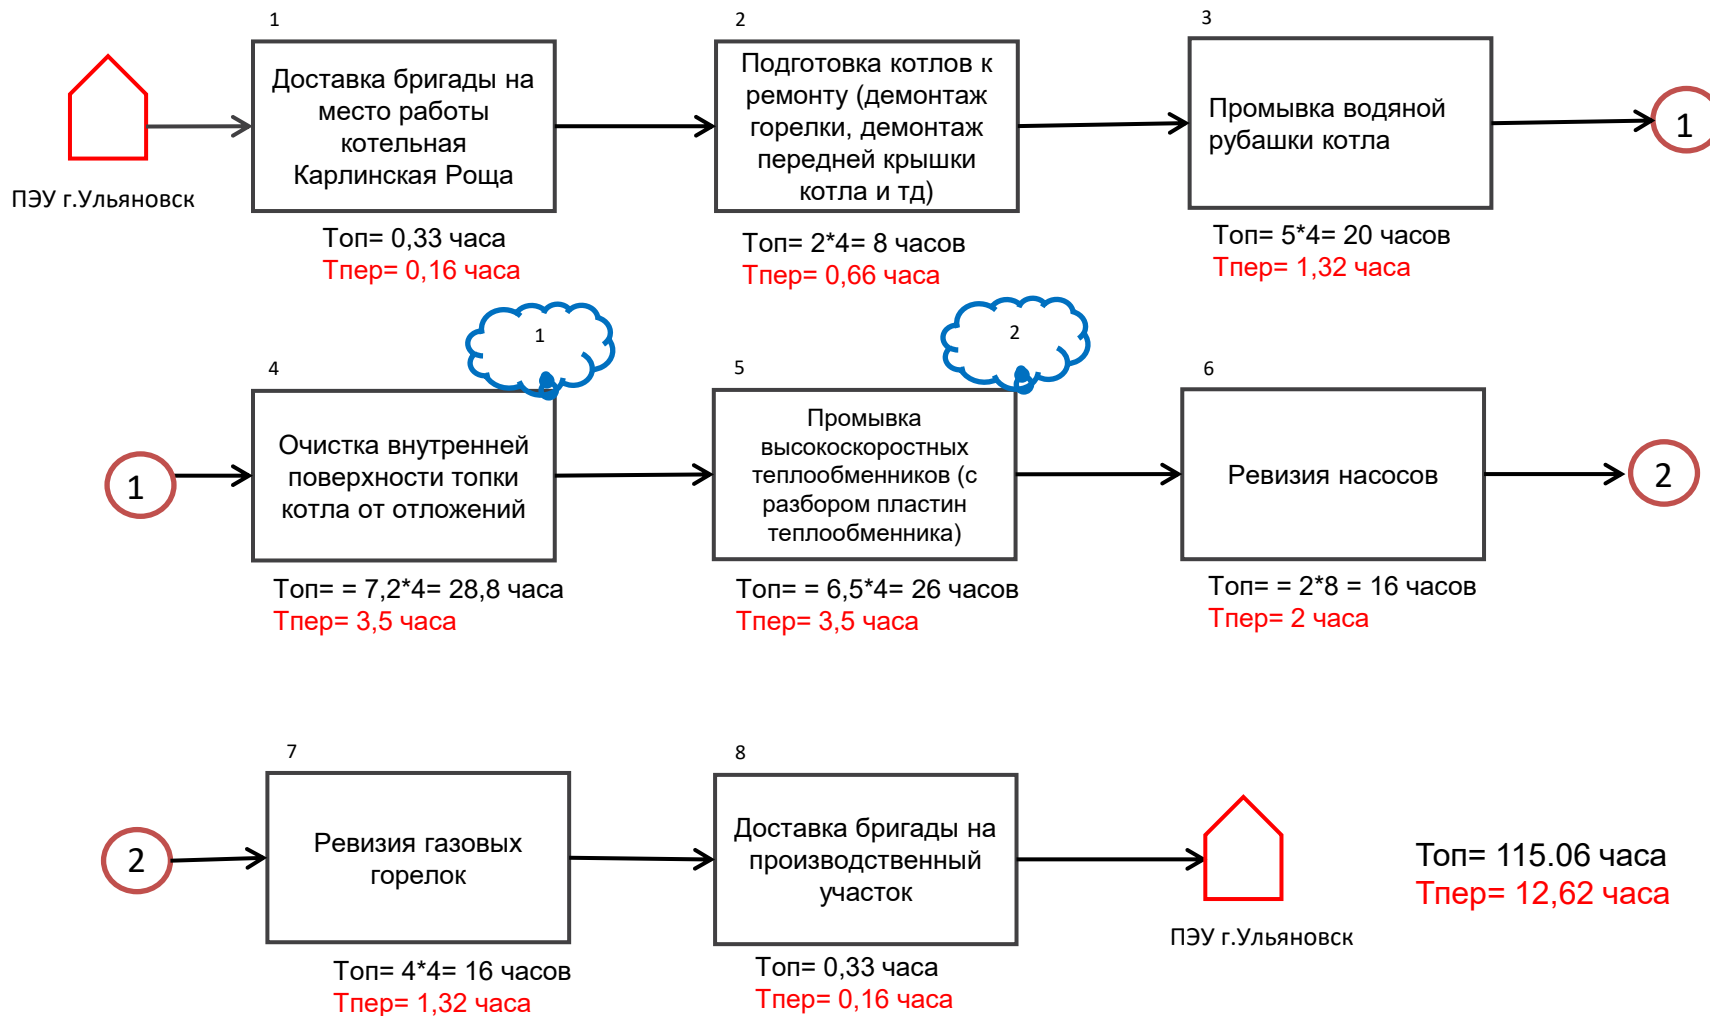 1
Доставка бригады на
место работы
котельная
Карлинская Роща
ПЭУ г.Ульяновск
Топ= 0,33 часа
Тпер= 0,16 часа
2
Подготовка котлов к
ремонту (демонтаж
горелки, демонтаж
передней крышки
котла и тд)
Топ= 2*4= 8 часов
Тпер= 0,66 часа
3
Промывка водяной
рубашки котла
Топ= 5*4= 20 часов
Тпер= 1,32 часа
1
1
4
1
Очистка внутренней
поверхности топки
котла от отложений
Топ= = 7,2*4= 28,8 часа
Тпер= 3,5 часа
5
2
Промывка
высокоскоростных
теплообменников (с
разбором пластин
теплообменника)
Топ= = 6,5*4= 26 часов
Тпер= 3,5 часа
6
Ревизия насосов
Топ= = 2*8 = 16 часов
Тпер= 2 часа
2
2
7
Ревизия газовых
горелок
Топ= 4*4= 16 часов
Тпер= 1,32 часа
8
Доставка бригады на
производственный
участок
Топ= 0,33 часа
Тпер= 0,16 часа
ПЭУ г.Ульяновск
Топ= 115.06 часа
Тпер= 12,62 часа